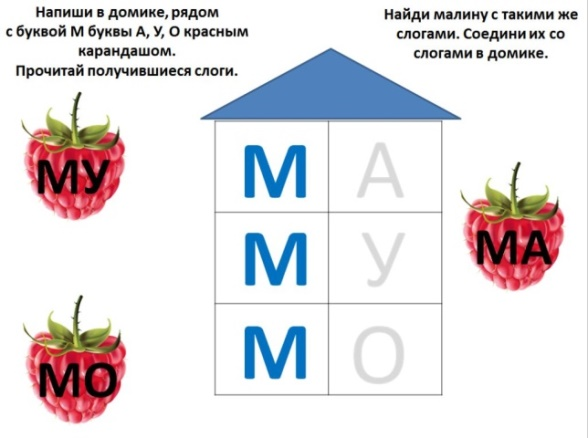 Напиши в домике, рядом
с буквой М буквы А, У, О красным
карандашом.
Прочитай получившиеся слоги.
Найди малину с такими же
слогами. Соедини их со
слогами в домике.
МУ
М А
МА
М У
МО
М О